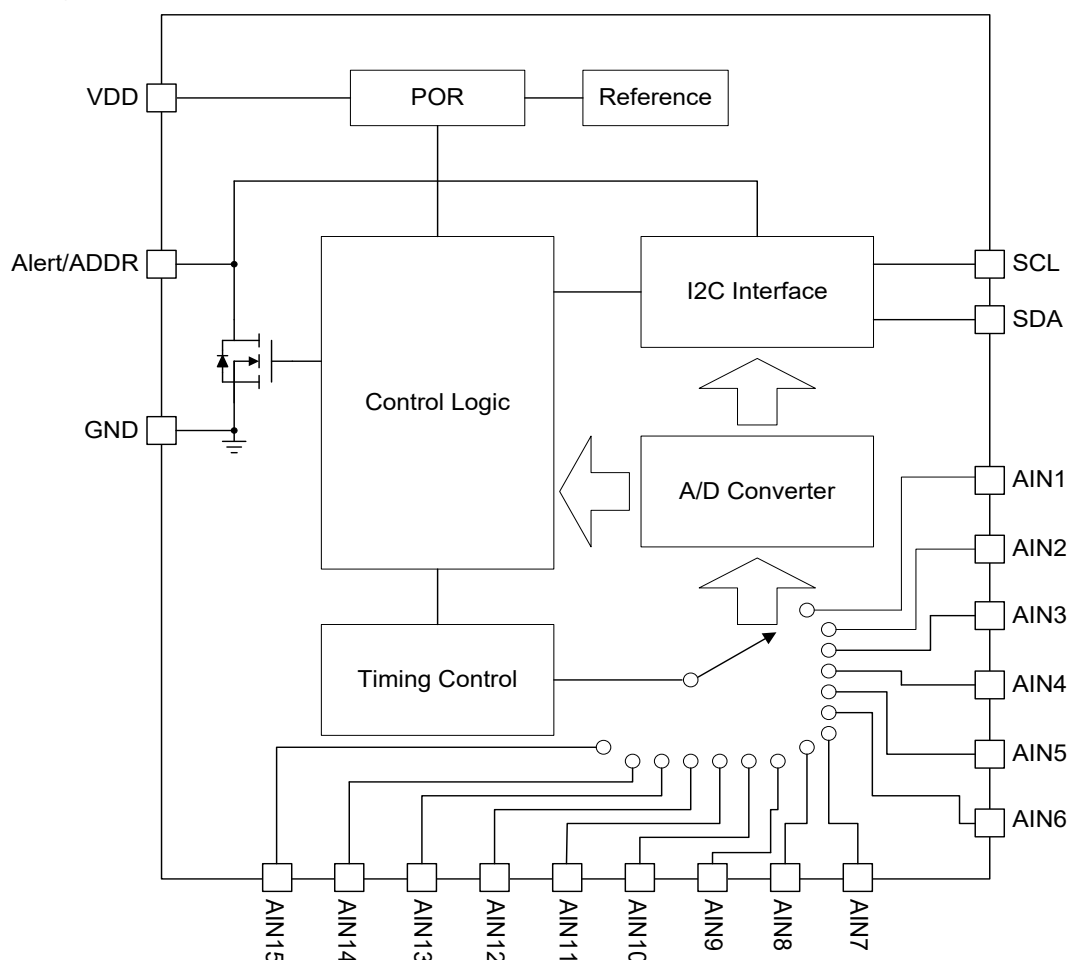 VDD
POR
Reference
Alert/ADDR
I2C Interface
SCL
SDA
Control Logic
GND
A/D Converter
AIN1
AIN2
AIN3
Timing Control
AIN4
AIN5
AIN6
AIN15
AIN14
AIN13
AIN12
AIN11
AIN10
AIN9
AIN8
AIN7